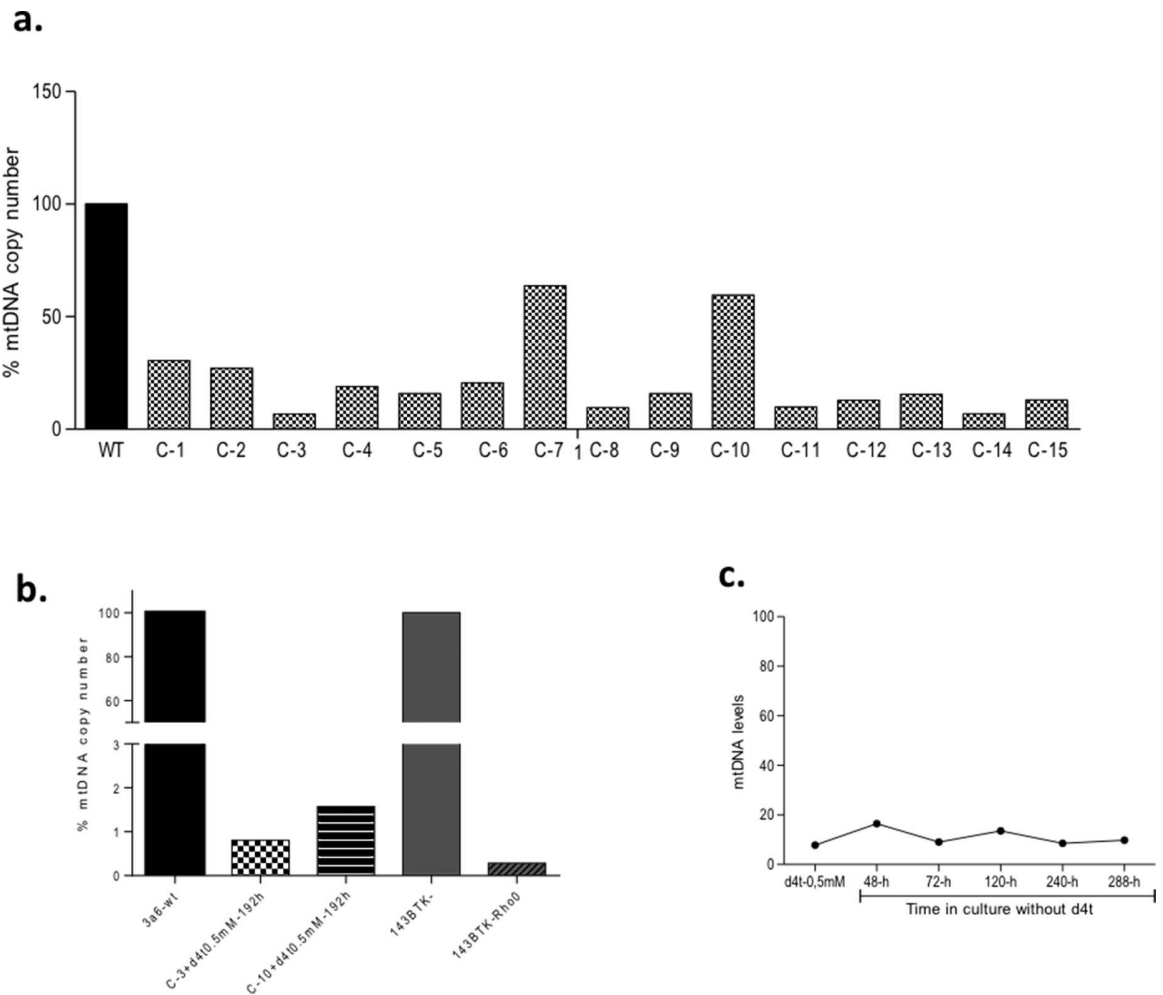 a.
% mtDNA copy number
150
100
50
0
WT C-1 C-2 C-3 C-4 C-5 C-6 C-7 1 C-8 C-9 C-10 C-11 C-12 C-13 C-14 C-15
b.
% mtDNA copy number
100
80
60
3
2
1
0
3a6-wt
C-3+d4t0.5mM-192h
C-10+d4t0.5mM-192h
143BTK-
143BTK-Rho0
c.
mtDNA levels
100
80
60
40
20
0
d4t-0,5mM 48-h 72-h 120-h 240-h 288-h
Time in culture without d4t